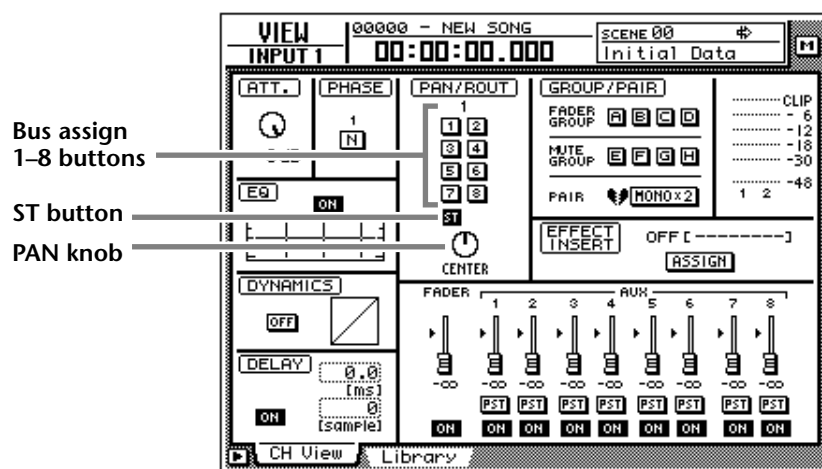 VIEW
INPUT 1
00000 - NEW SONG
00:00:00.000
SCENE 00
Initial Data
M
Bus assign
1–8 buttons
ST button
PAN knob
ATT.
PHASE
1
N
EQ
ON
DYNAMICS
OFF
DELAY
0.0
[ms]
0
[sample]
ON
PAN/ROUT
1
1 2
3 4
5 6
7 8
ST
CENTER
GROUP/PAIR
FADER GROUP A B C D
MUTE GROUP E F G H
PAIR MONO×2
CLIP
- 6
-12
-18
-30
-48
1 2
EFFECT INSERT
OFF [---------]
ASSIGN
FADER AUX
1 2 3 4 5 6 7 8
-∞ -∞ -∞ -∞ -∞ -∞ -∞ -∞ -∞
PST PST PST PST PST PST PST PST
ON ON ON ON ON ON ON ON ON
CH View Library